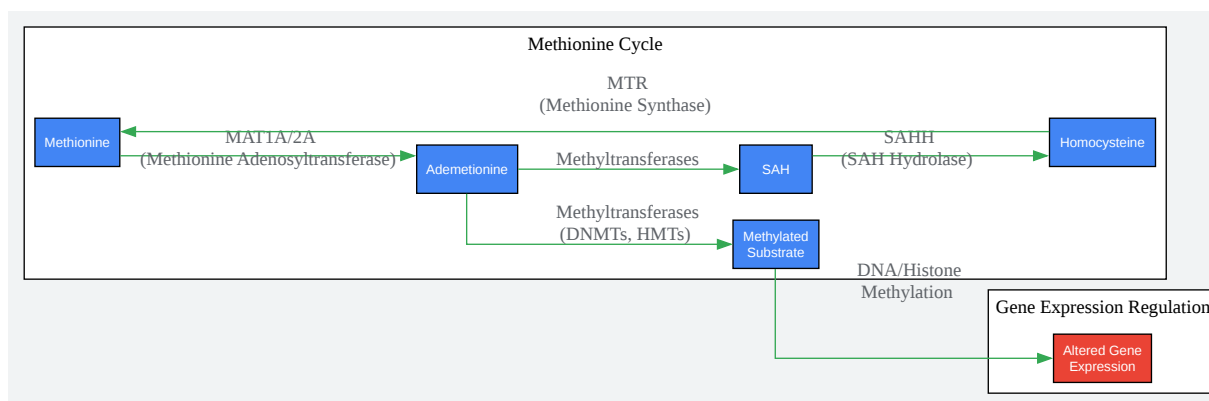 Methionine Cycle
MTR
(Methionine Synthase)
Methionine
MAT1A/2A
(Methionine Adenosyltransferase)
Ademetionine
Methyltransferases
SAH
SAHH
(SAH Hydrolase)
Homocysteine
Methyltransferases
(DNMTs, HMTs)
Methylated
Substrate
DNA/Histone
Methylation
Gene Expression Regulation
Altered Gene
Expression